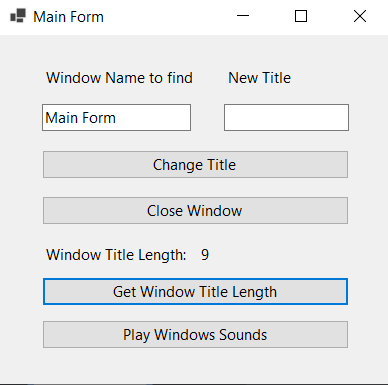 Main Form
Window Name to find New Title
Main Form
Change Title
Close Window
Window Title Length: 9
Get Window Title Length
Play Windows Sounds